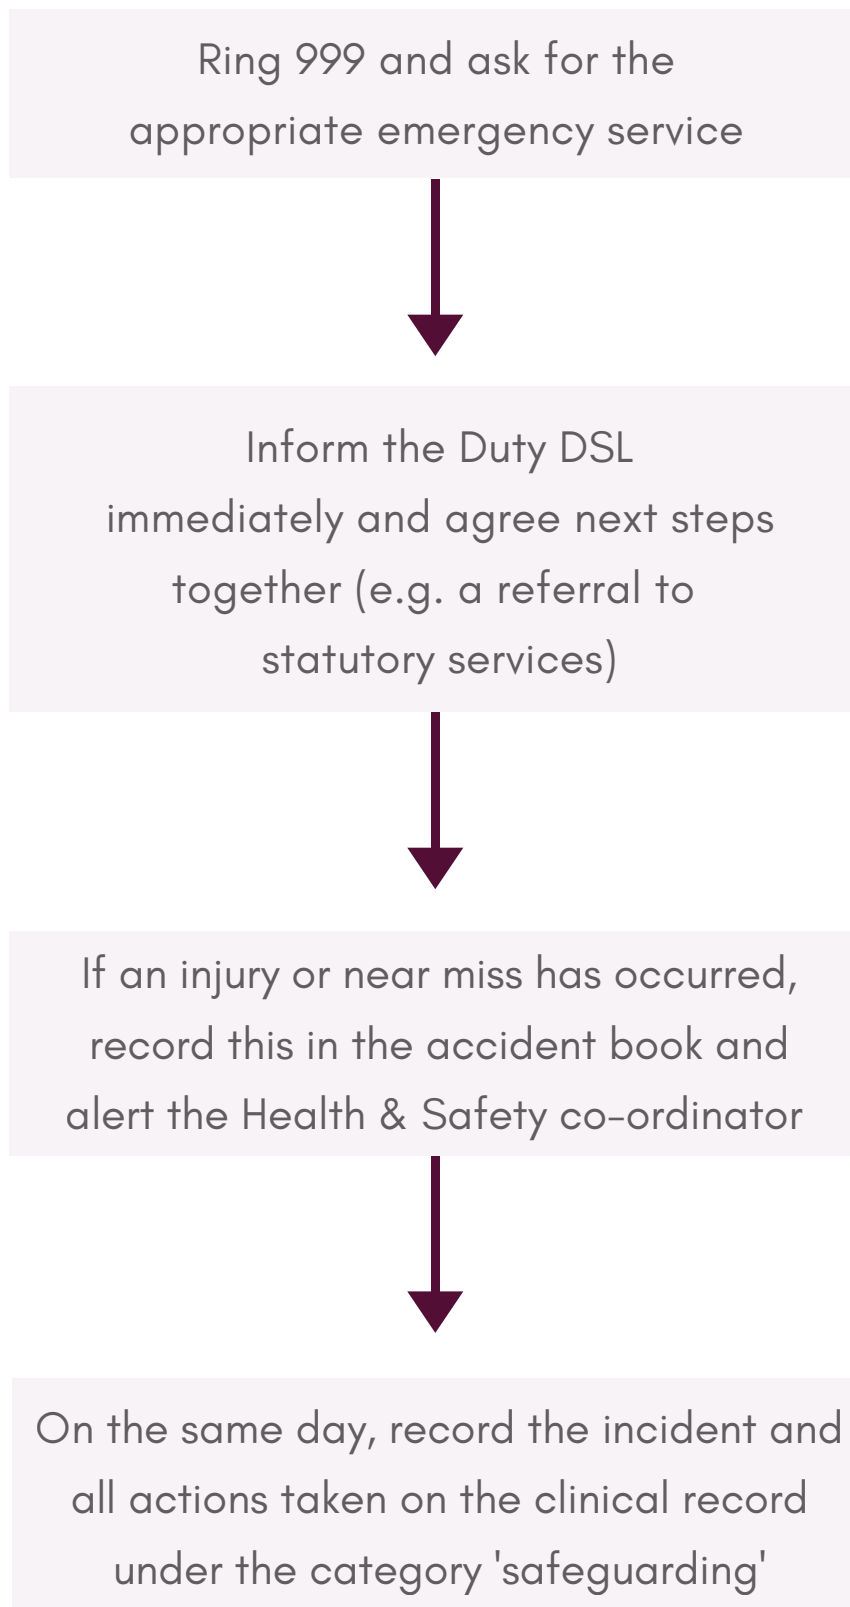 Ring 999 and ask for the
appropriate emergency service
Inform the Duty DSL
immediately and agree next steps
together (e.g. a referral to
statutory services)
If an injury or near miss has occurred,
record this in the accident book and
alert the Health & Safety co-ordinator
On the same day, record the incident and
all actions taken on the clinical record
under the category 'safeguarding'